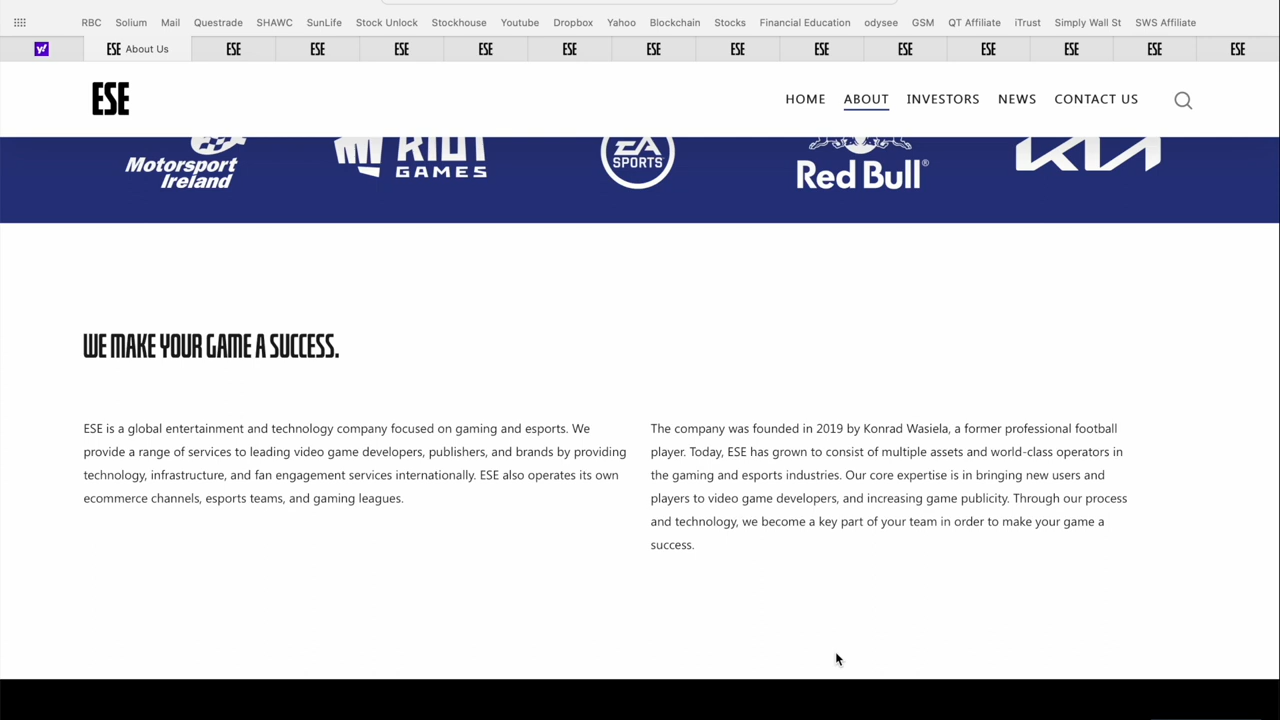 RBC Solium Mail Questrade SHAWC SunLife Stock Unlock Stockhouse Youtube Dropbox Yahoo Blockchain Stocks Financial Education odysee GSM QT Affiliate iTrust Simply Wall St SWS Affiliate
y! ESE About Us ESE ESE ESE ESE ESE ESE ESE ESE ESE ESE ESE ESE ESE
ESE HOME ABOUT INVESTORS NEWS CONTACT US
Motorsport Ireland
RIOT GAMES
EA SPORTS
Red Bull®
KIA
WE MAKE YOUR GAME A SUCCESS.
ESE is a global entertainment and technology company focused on gaming and esports. We
provide a range of services to leading video game developers, publishers, and brands by providing
technology, infrastructure, and fan engagement services internationally. ESE also operates its own
ecommerce channels, esports teams, and gaming leagues.
The company was founded in 2019 by Konrad Wasiela, a former professional football
player. Today, ESE has grown to consist of multiple assets and world-class operators in
the gaming and esports industries. Our core expertise is in bringing new users and
players to video game developers, and increasing game publicity. Through our process
and technology, we become a key part of your team in order to make your game a
success.